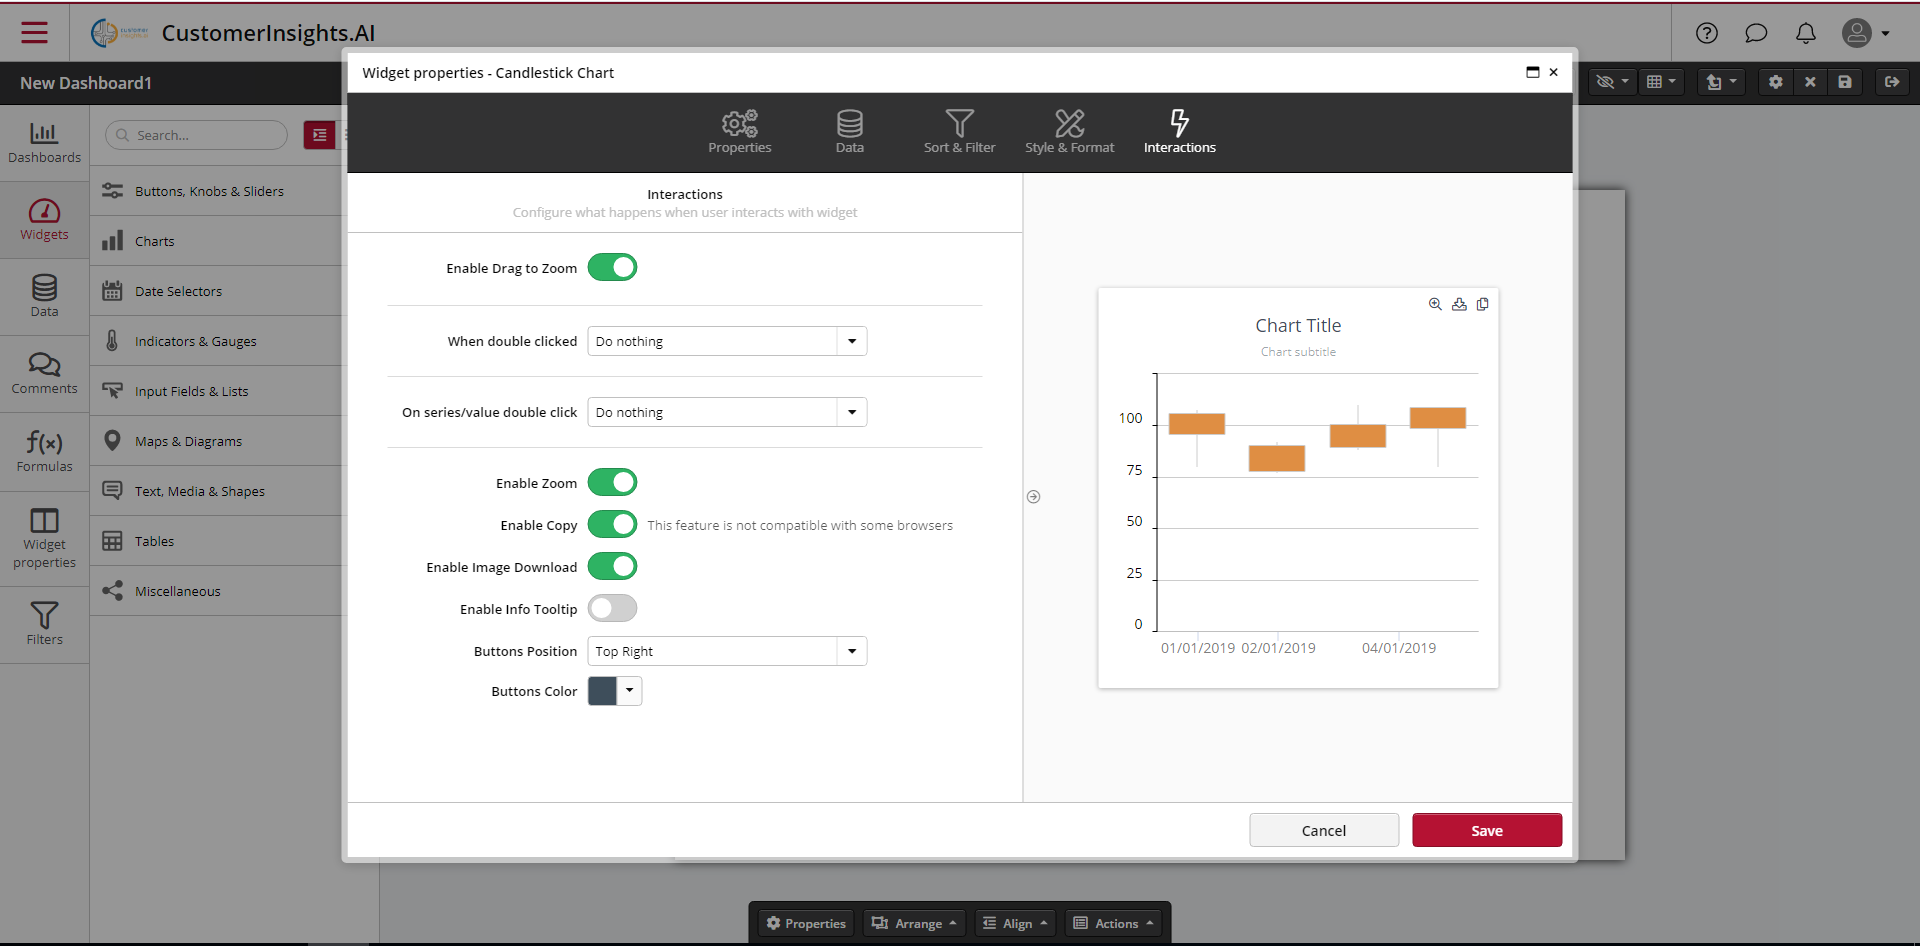 CustomerInsights.AI
New Dashboard1
Widget properties - Candlestick Chart
Properties
Data
Sort & Filter
Style & Format
Interactions
Dashboards
Widgets
Data
Comments
Formulas
Widget
properties
Filters
Search...
Buttons, Knobs & Sliders
Charts
Date Selectors
Indicators & Gauges
Input Fields & Lists
Maps & Diagrams
Text, Media & Shapes
Tables
Miscellaneous
Interactions
Configure what happens when user interacts with widget
Enable Drag to Zoom
When double clicked Do nothing
On series/value double click Do nothing
Enable Zoom
Enable Copy This feature is not compatible with some browsers
Enable Image Download
Enable Info Tooltip
Buttons Position Top Right
Buttons Color
Chart Title
Chart subtitle
100
75
50
25
0
01/01/2019 02/01/2019 04/01/2019
Cancel Save
Properties Arrange Align Actions